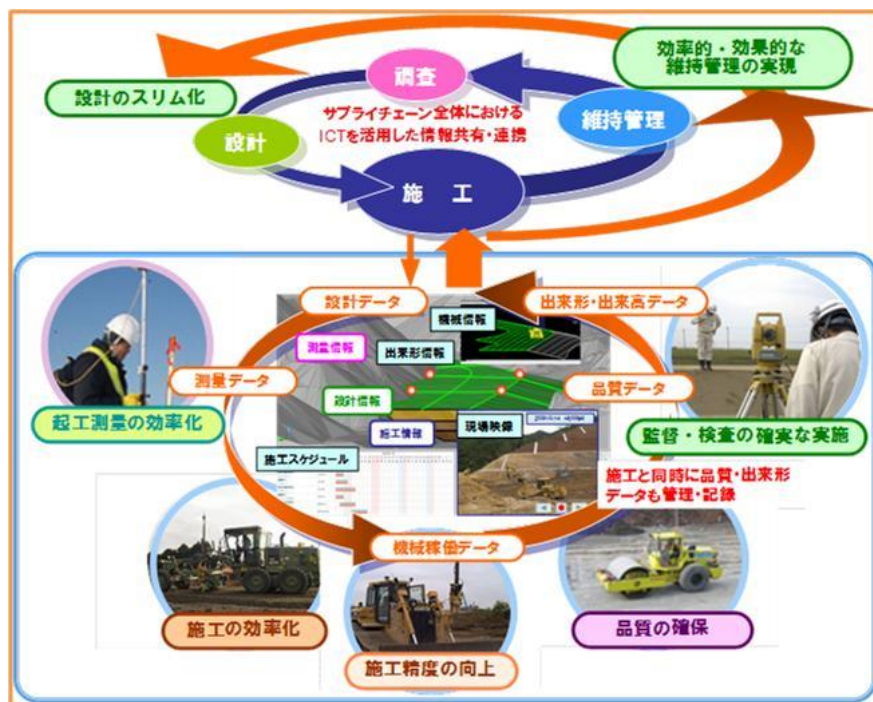 調査
効率的・効果的な
維持管理の実現
設計のスリム化
サプライチェーン全体における
ICTを活用した情報共有・連携
維持管理
設計
施 工
設計データ
出来形・出来高データ
機械情報
測量情報
出来形情報
測量データ
品質データ
設計情報
起工測量の効率化
施工情報
現場映像
監督・検査の確実な実施
施工スケジュール
施工と同時に品質・出来形
データも管理・記録
機械稼働データ
施工の効率化
品質の確保
施工精度の向上